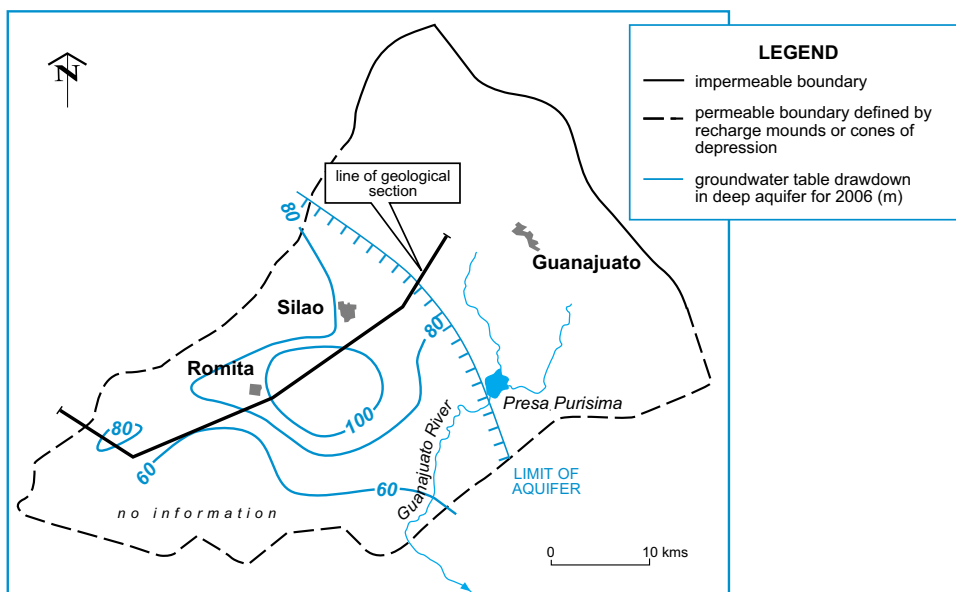 N
LEGEND
impermeable boundary
permeable boundary defined by
recharge mounds or cones of
depression
groundwater table drawdown
in deep aquifer for 2006 (m)
line of geological
section
80
Guanajuato
Silao
80
Romita
Presa Purisima
100
80
60
Guanajuato River
LIMIT OF
AQUIFER
60
no information
0 10 kms